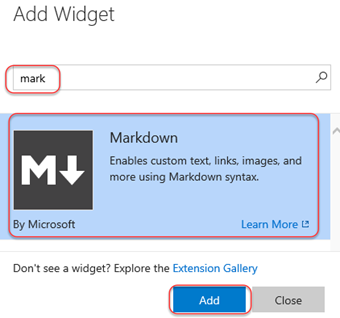 Add Widget
mark
Markdown
Enables custom text, links, images, and
more using Markdown syntax.
M
By Microsoft
Learn More
Don't see a widget? Explore the Extension Gallery
Add
Close